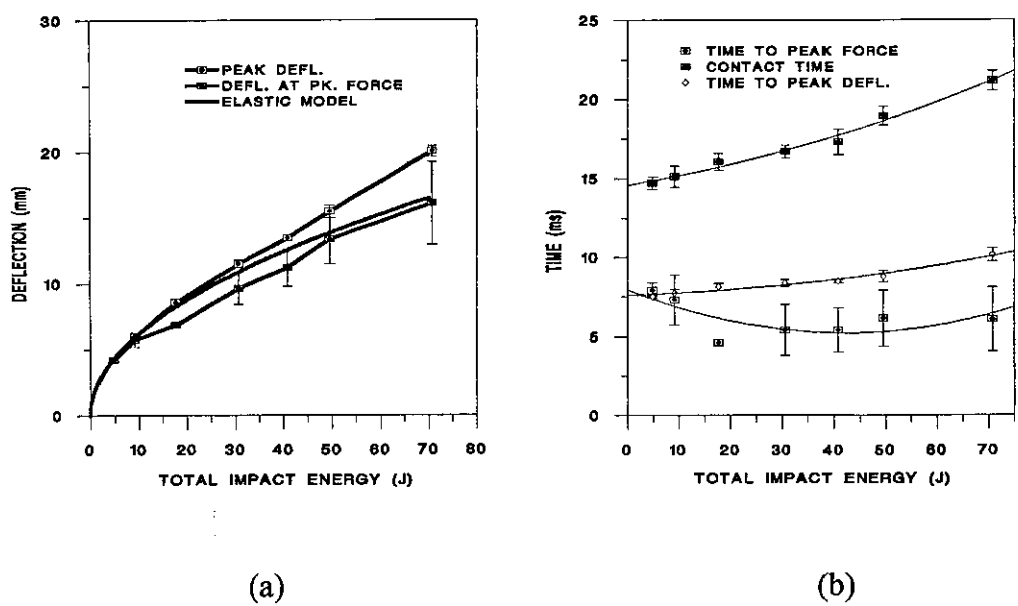 30
20
10
0
DEFLECTION (mm)
PEAK DEFL.
DEFL. AT PK. FORCE
ELASTIC MODEL
0 10 20 30 40 50 60 70 80
TOTAL IMPACT ENERGY (J)
(a)
25
20
15
10
5
0
TIME (ms)
TIME TO PEAK FORCE
CONTACT TIME
TIME TO PEAK DEFL.
0 10 20 30 40 50 60 70
TOTAL IMPACT ENERGY (J)
(b)